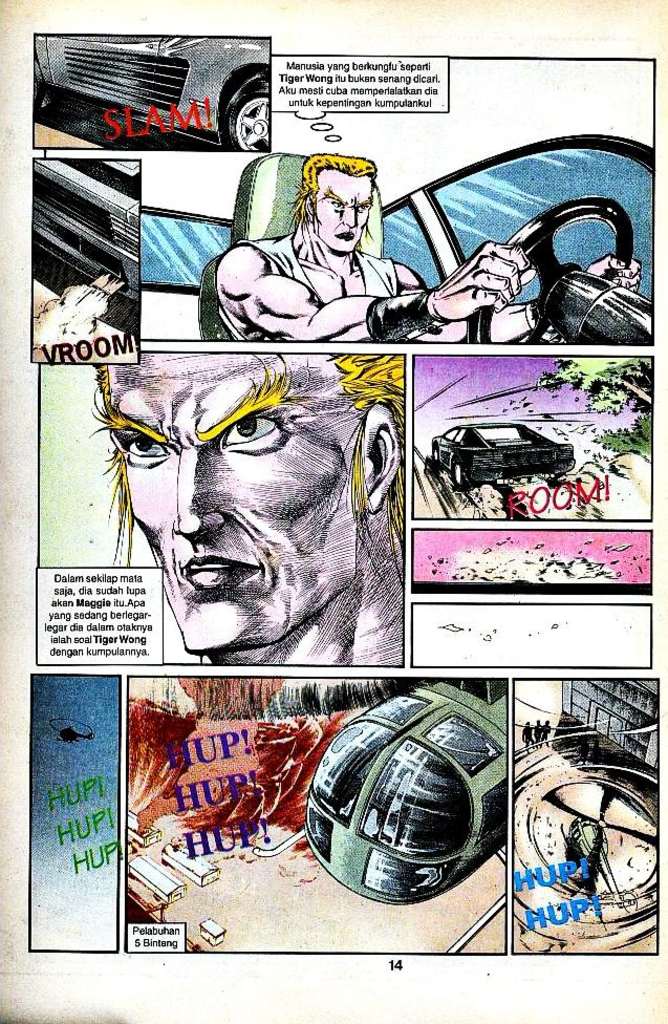 SLAM!
Manusia yang berkungfu seperti
Tiger Wong itu bukan senang dicari.
Aku mesti cuba memperlalatkan dia
untuk kepentingan kumpulanku!
VROOM!
Dalam sekilap mata
saja, dia sudah lupa
akan Maggie itu.Apa
yang sedang berlegar-
legar dia dalam otaknya
ialah soal Tiger Wong
dengan kumpulannya.
ROOM!
HUP!
HUP!
HUP!
HUP!
HUP!
HUP!
Pelabuhan
5 Binteng
HUP!
HUP!
14